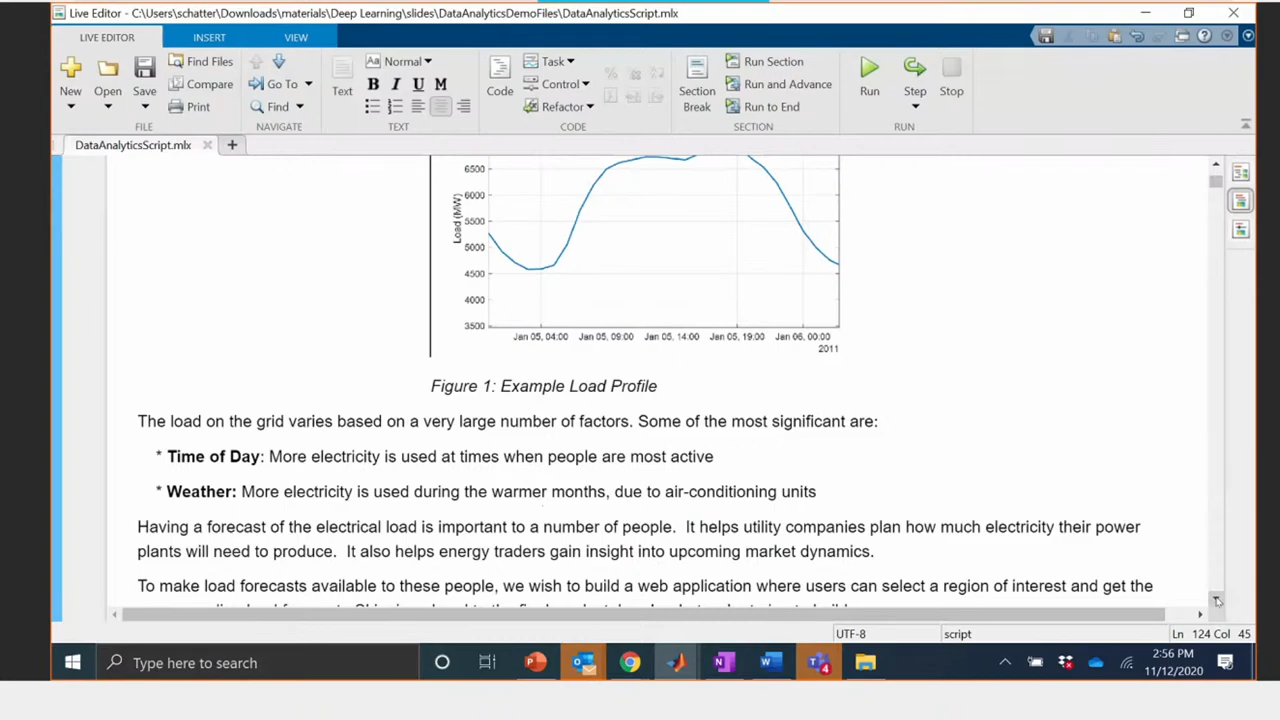 Live Editor - C:\Users\schatter\Downloads\materials\Deep Learning\slides\DataAnalyticsDemoFiles\DataAnalyticsScript.mlx
LIVE EDITOR INSERT VIEW
New Open Save Find Files Compare Print
FILE
Go To Find
NAVIGATE
Text Normal B I U M
TEXT
Code Task Control Refactor
CODE
Section Break Run Section Run and Advance Run to End
SECTION
Run Step Stop
RUN
DataAnalyticsScript.mlx
6500
6000
5500
5000
4500
4000
3500
Load (MW)
Jan 05, 04:00 Jan 05, 09:00 Jan 05, 14:00 Jan 05, 19:00 Jan 06, 00:00
2011
Figure 1: Example Load Profile
The load on the grid varies based on a very large number of factors. Some of the most significant are:
* Time of Day: More electricity is used at times when people are most active
* Weather: More electricity is used during the warmer months, due to air-conditioning units
Having a forecast of the electrical load is important to a number of people. It helps utility companies plan how much electricity their power
plants will need to produce. It also helps energy traders gain insight into upcoming market dynamics.
To make load forecasts available to these people, we wish to build a web application where users can select a region of interest and get the
UTF-8 script Ln 124 Col 45
Type here to search
4
2:56 PM
11/12/2020